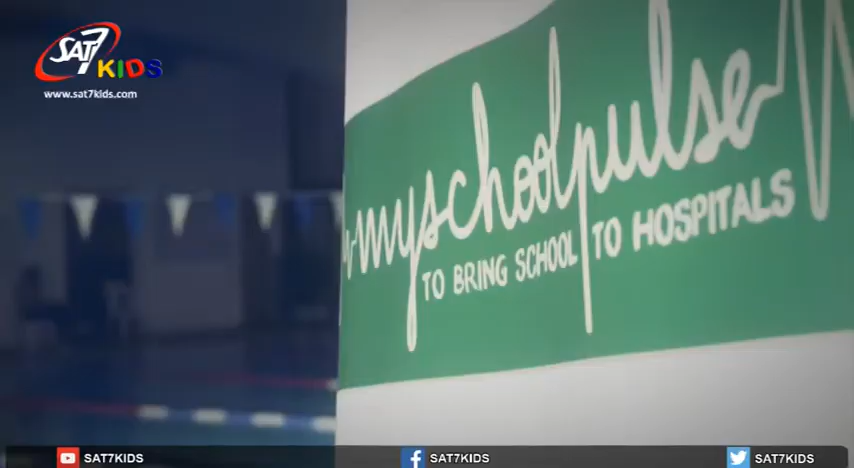 SAT7
KIDS
www.sat7kids.com
myschoolpulse
TO BRING SCHOOL TO HOSPITALS
SAT7KIDS
SAT7KIDS
SAT7KIDS